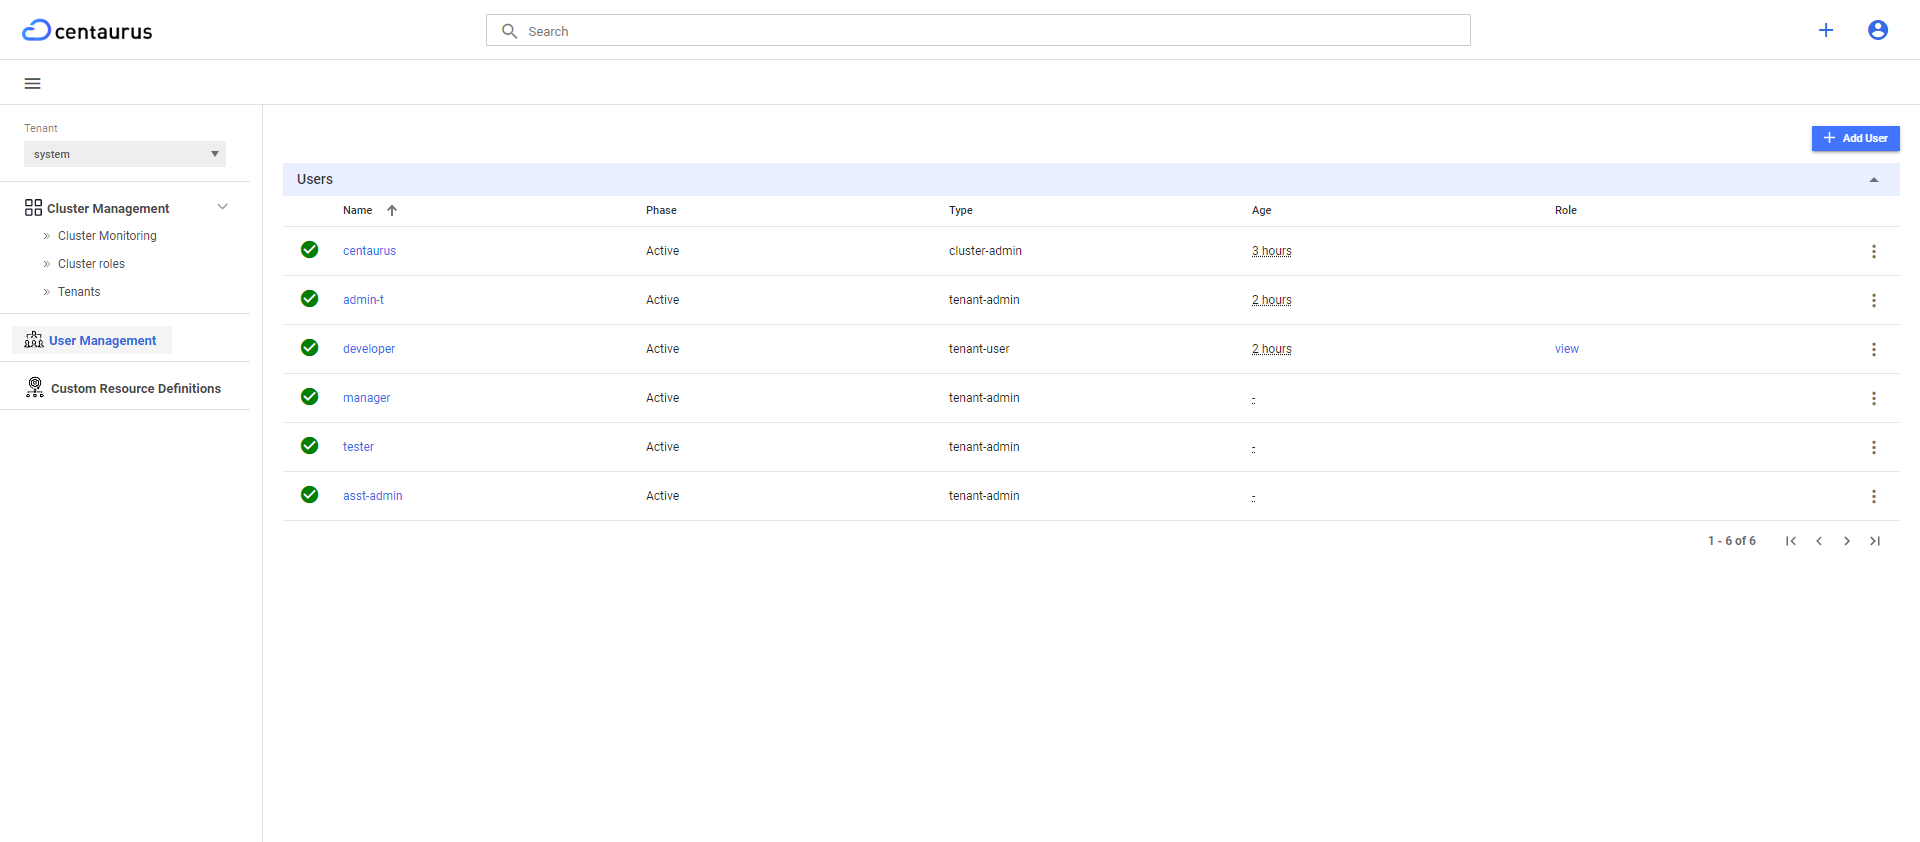 centaurus
Search
Tenant
system
Cluster Management
» Cluster Monitoring
» Cluster roles
» Tenants
User Management
Custom Resource Definitions
+ Add User
Users
Name Phase Type Age Role
centaurus Active cluster-admin 3 hours
admin-t Active tenant-admin 2 hours
developer Active tenant-user 2 hours view
manager Active tenant-admin -
tester Active tenant-admin -
asst-admin Active tenant-admin -
1 - 6 of 6